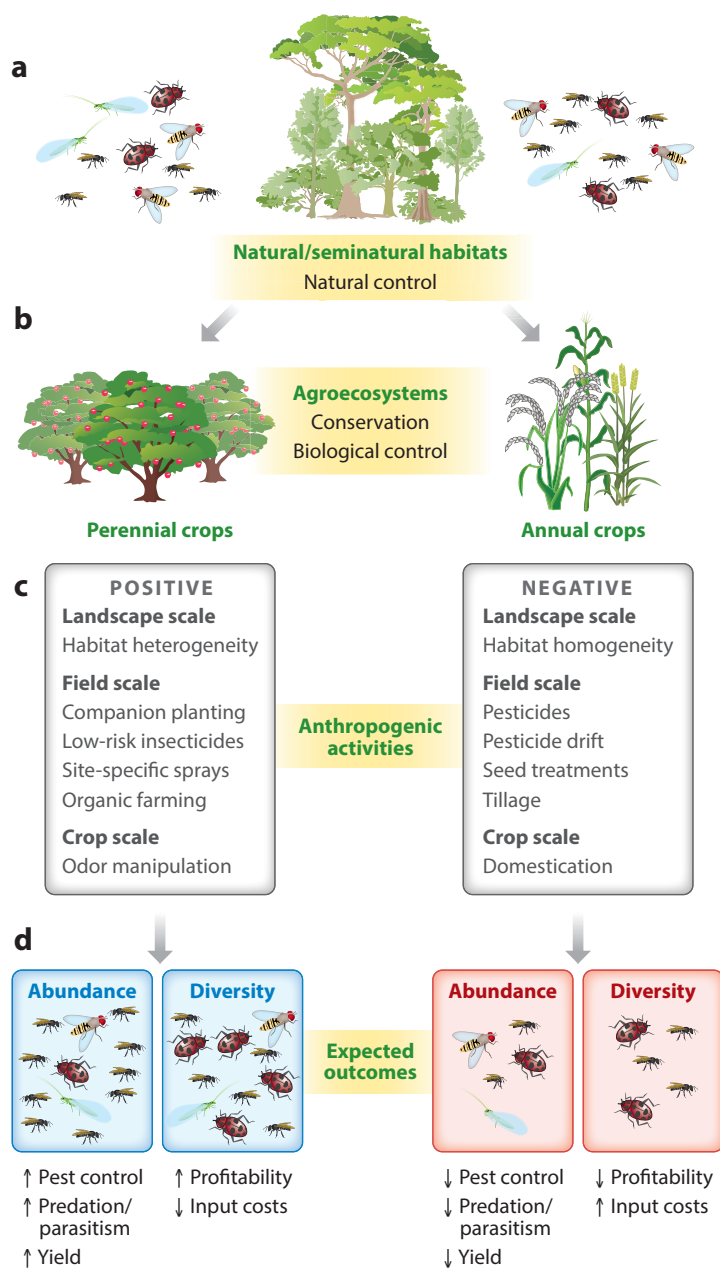 a
Natural/seminatural habitats
Natural control
b
Agroecosystems
Conservation
Biological control
Perennial crops
Annual crops
c
POSITIVE
Landscape scale
Habitat heterogeneity
Field scale
Companion planting
Low-risk insecticides
Site-specific sprays
Organic farming
Crop scale
Odor manipulation
Anthropogenic
activities
NEGATIVE
Landscape scale
Habitat homogeneity
Field scale
Pesticides
Pesticide drift
Seed treatments
Tillage
Crop scale
Domestication
d
Abundance
Diversity
Expected
outcomes
Abundance
Diversity
↑ Pest control
↑ Predation/
parasitism
↑ Yield
↑ Profitability
↓ Input costs
↓ Pest control
↓ Predation/
parasitism
↓ Yield
↓ Profitability
↑ Input costs